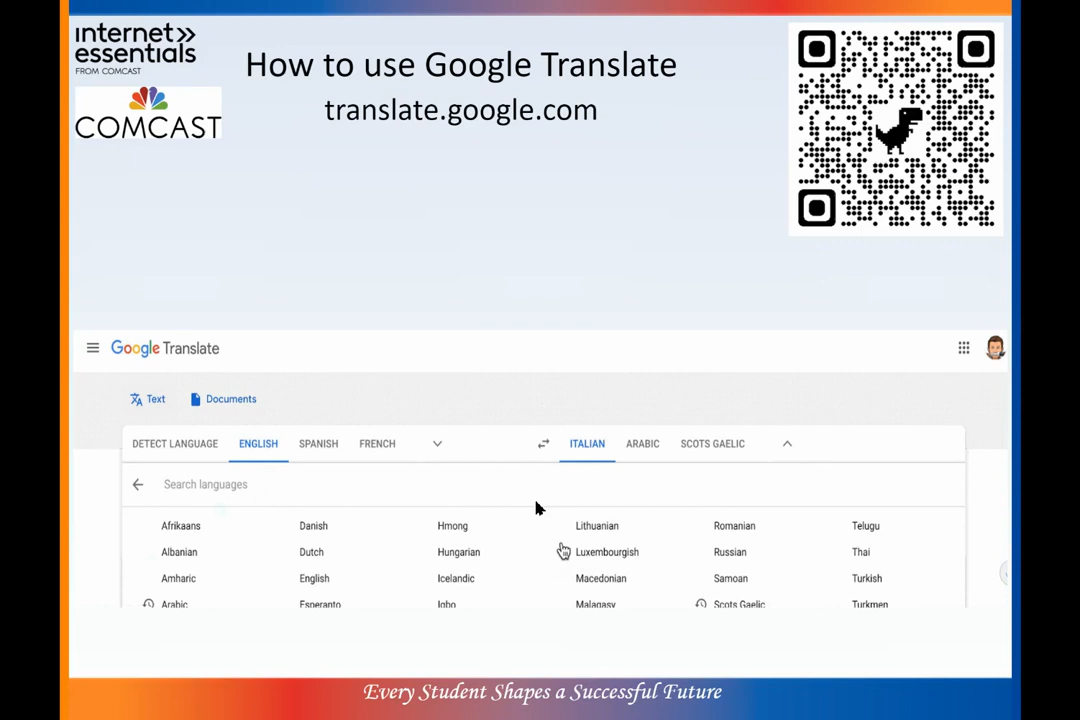 internet
essentials
FROM COMCAST
COMCAST
How to use Google Translate
translate.google.com
Google Translate
Text Documents
DETECT LANGUAGE ENGLISH SPANISH FRENCH ITALIAN ARABIC SCOTS GAELIC
Search languages
Afrikaans Danish Hmong Lithuanian Romanian Telugu
Albanian Dutch Hungarian Luxembourgish Russian Thai
Amharic English Icelandic Macedonian Samoan Turkish
Arabic Esperanto Igbo Malagasy Scots Gaelic Turkmen
Every Student Shapes a Successful Future